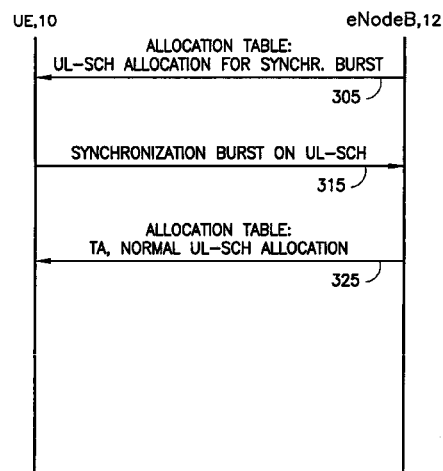 UE,10
eNodeB,12
ALLOCATION TABLE:
UL-SCH ALLOCATION FOR SYNCHR. BURST
305
SYNCHRONIZATION BURST ON UL-SCH
315
ALLOCATION TABLE:
TA, NORMAL UL-SCH ALLOCATION
325